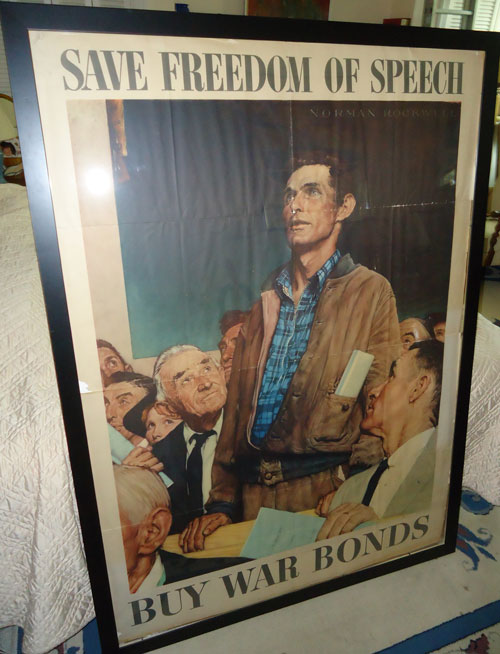 SAVE FREEDOM OF SPEECH
NORMAN ROCKWELL
BUY WAR BONDS